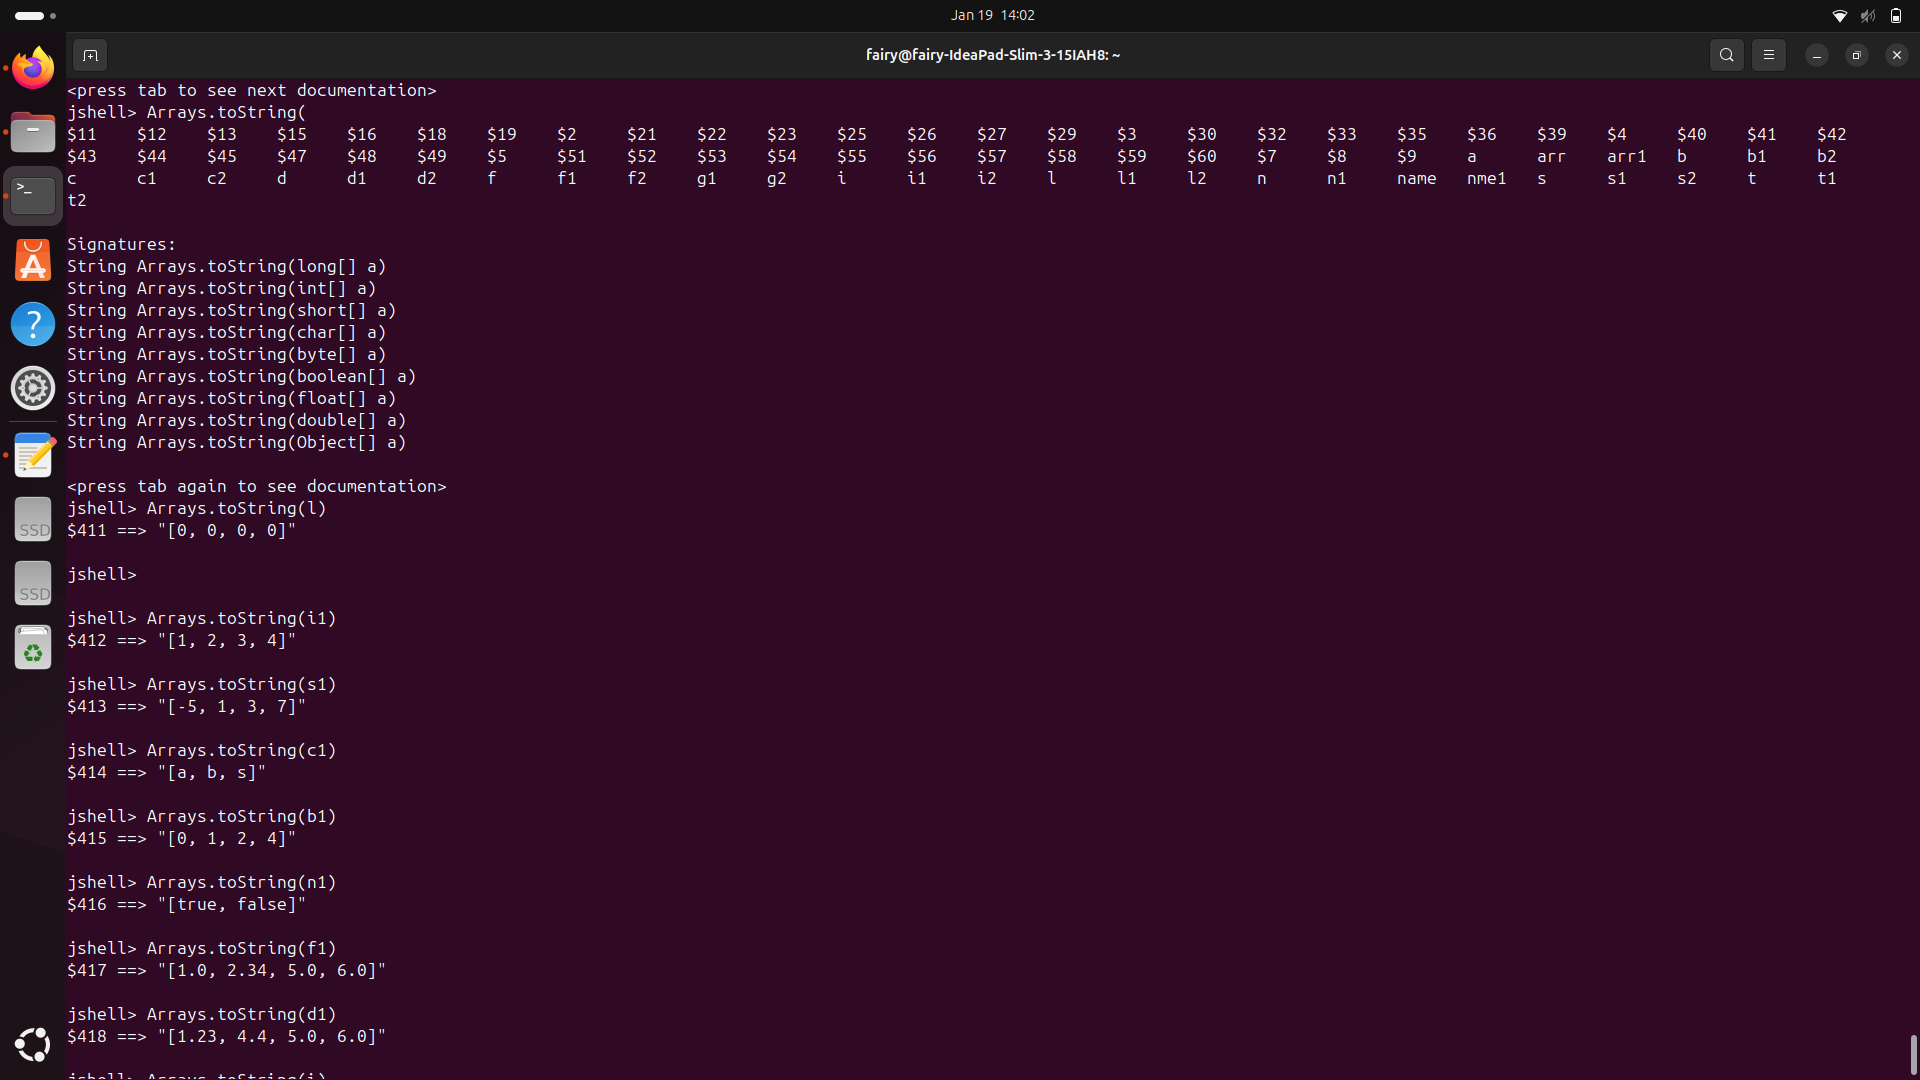 Jan 19 14:02
fairy@fairy-IdeaPad-Slim-3-15IAH8: ~
<press tab to see next documentation>
jshell> Arrays.toString(
$11 $12 $13 $15 $16 $18 $19 $2 $21 $22 $23 $25 $26 $27 $29 $3 $30 $32 $33 $35 $36 $39 $4 $40 $41 $42
$43 $44 $45 $47 $48 $49 $5 $51 $52 $53 $54 $55 $56 $57 $58 $59 $60 $7 $8 $9 a arr arr1 b b1 b2
c c1 c2 d d1 d2 f f1 f2 g1 g2 i i1 i2 l l1 l2 n n1 name nme1 s s1 s2 t t1
t2
Signatures:
String Arrays.toString(long[] a)
String Arrays.toString(int[] a)
String Arrays.toString(short[] a)
String Arrays.toString(char[] a)
String Arrays.toString(byte[] a)
String Arrays.toString(boolean[] a)
String Arrays.toString(float[] a)
String Arrays.toString(double[] a)
String Arrays.toString(Object[] a)
<press tab again to see documentation>
jshell> Arrays.toString(l)
$411 ==> "[0, 0, 0, 0]"
jshell>
jshell> Arrays.toString(i1)
$412 ==> "[1, 2, 3, 4]"
jshell> Arrays.toString(s1)
$413 ==> "[-5, 1, 3, 7]"
jshell> Arrays.toString(c1)
$414 ==> "[a, b, s]"
jshell> Arrays.toString(b1)
$415 ==> "[0, 1, 2, 4]"
jshell> Arrays.toString(n1)
$416 ==> "[true, false]"
jshell> Arrays.toString(f1)
$417 ==> "[1.0, 2.34, 5.0, 6.0]"
jshell> Arrays.toString(d1)
$418 ==> "[1.23, 4.4, 5.0, 6.0]"
jshell> Arrays.toString(i)
SSD
SSD